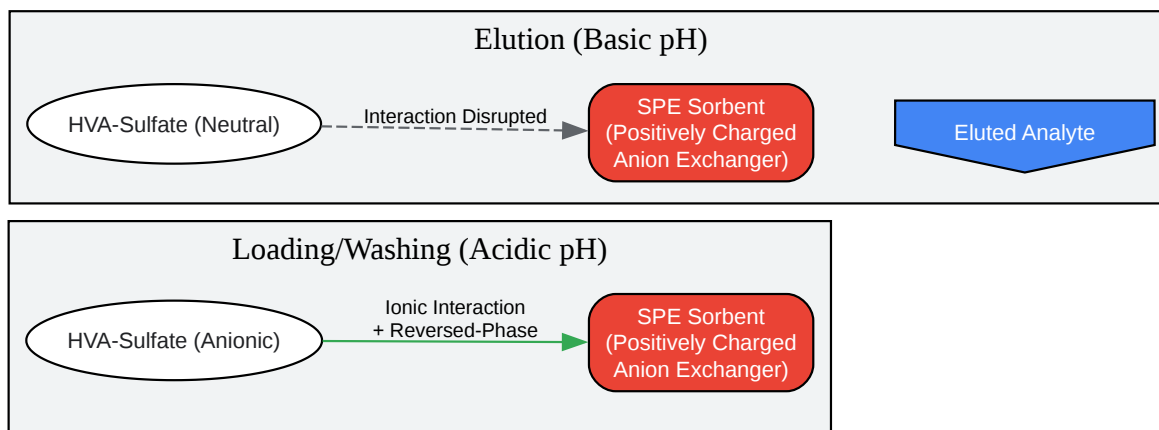 Elution (Basic pH)
HVA-Sulfate (Neutral)
Interaction Disrupted
SPE Sorbent
(Positively Charged
Anion Exchanger)
Eluted Analyte
Loading/Washing (Acidic pH)
HVA-Sulfate (Anionic)
Ionic Interaction
+ Reversed-Phase
SPE Sorbent
(Positively Charged
Anion Exchanger)